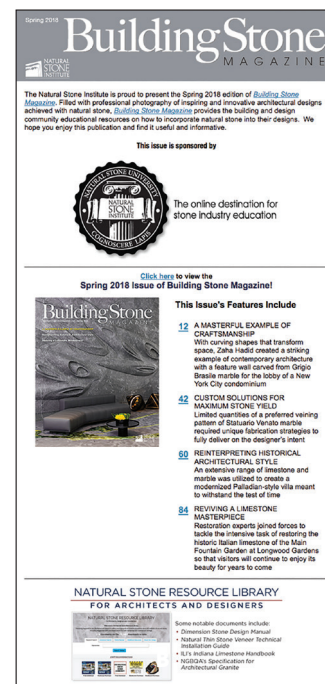 Spring 2018
BuildingStone
MAGAZINE
NATURAL
STONE
INSTITUTE
The Natural Stone Institute is proud to present the Spring 2018 edition of Building Stone
Magazine. Filled with professional photography of inspiring and innovative architectural designs
achieved with natural stone, Building Stone Magazine provides the building and design
community educational resources on how to incorporate natural stone into their designs. We
hope you enjoy this publication and find it useful and informative.
This issue is sponsored by
NATURAL STONE UNIVERSITY
NATURAL
STONE
INSTITUTE
COGNOSCERE LAPIS
The online destination for
stone industry education
Click here to view the
Spring 2018 Issue of Building Stone Magazine!
BuildingStone
MAGAZINE
This Issue's Features Include
12 A MASTERFUL EXAMPLE OF
CRAFTSMANSHIP
With curving shapes that transform
space, Zaha Hadid created a striking
example of contemporary architecture
with a feature wall carved from Grigio
Brasile marble for the lobby of a New
York City condominium
42 CUSTOM SOLUTIONS FOR
MAXIMUM STONE YIELD
Limited quantities of a preferred veining
pattern of Statuario Venato marble
required unique fabrication strategies to
fully deliver on the designer's intent
60 REINTERPRETING HISTORICAL
ARCHITECTURAL STYLE
An extensive range of limestone and
marble was utilized to create a
modernized Palladian-style villa meant
to withstand the test of time
84 REVIVING A LIMESTONE
MASTERPIECE
Restoration experts joined forces to
tackle the intensive task of restoring the
historic Italian limestone of the Main
Fountain Garden at Longwood Gardens
so that visitors will continue to enjoy its
beauty for years to come
NATURAL STONE RESOURCE LIBRARY
FOR ARCHITECTS AND DESIGNERS
NATURAL STONE RESOURCE LIBRARY
Some notable documents include:
• Dimension Stone Design Manual
• Natural Thin Stone Veneer Technical
Installation Guide
• ILI's Indiana Limestone Handbook
• NGBQA's Specification for
Architectural Granite